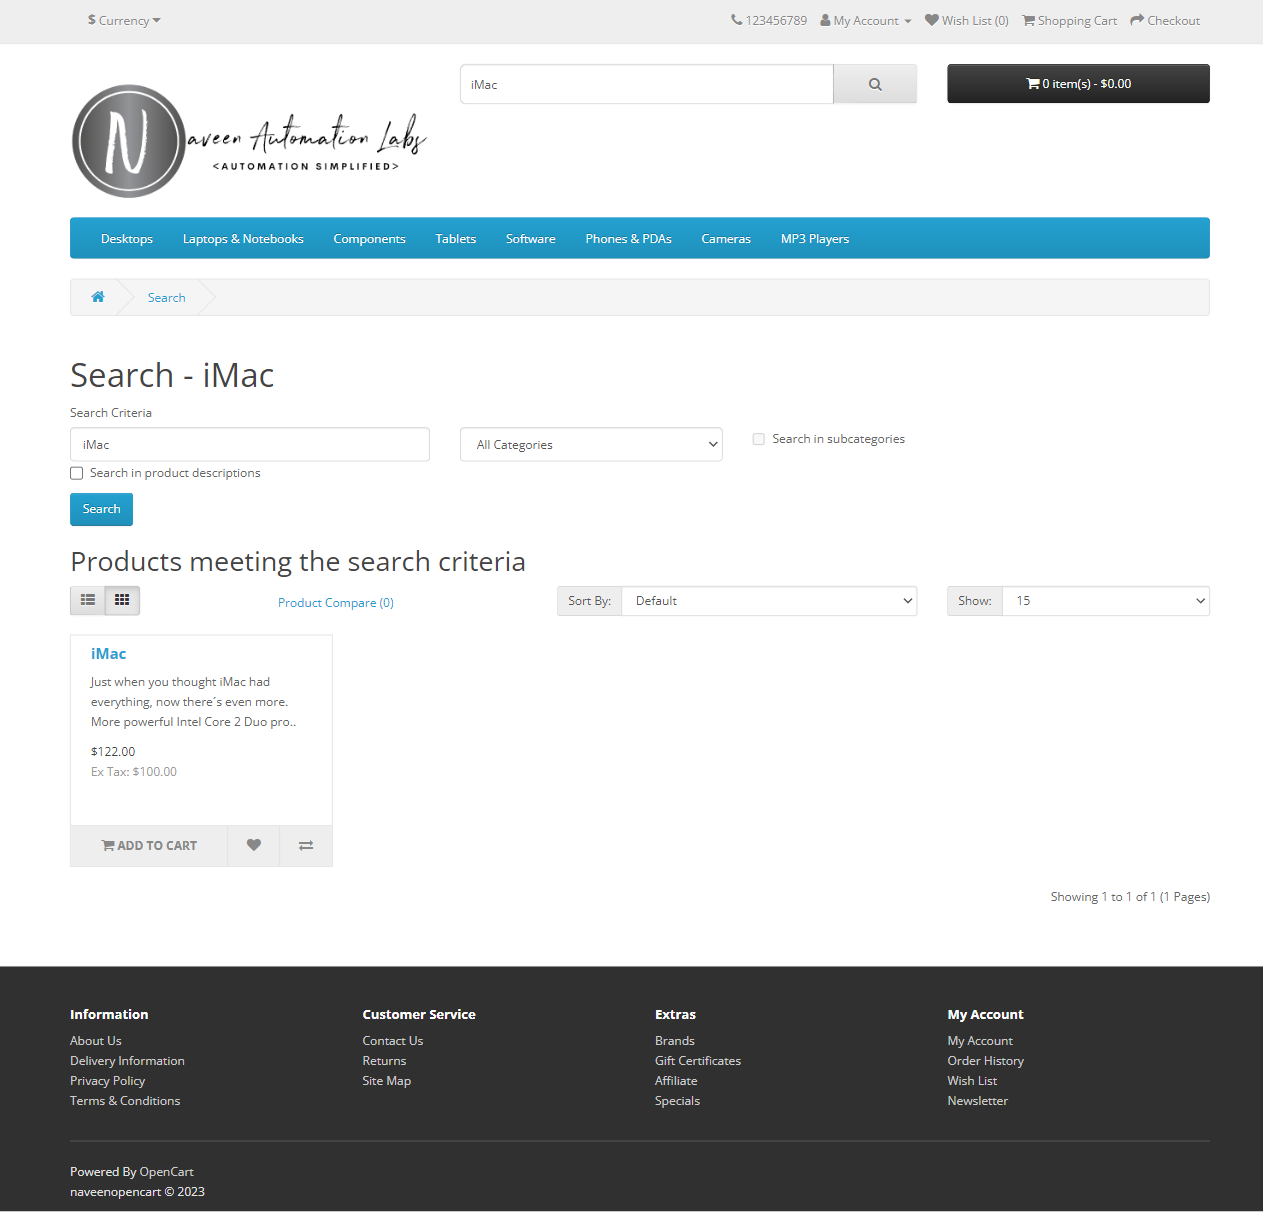 $ Currency
123456789 My Account Wish List (0) Shopping Cart Checkout
iMac
0 item(s) - $0.00
N
aveen Automation Labs
<AUTOMATION SIMPLIFIED>
Desktops Laptops & Notebooks Components Tablets Software Phones & PDAs Cameras MP3 Players
Search
Search - iMac
Search Criteria
iMac
All Categories
Search in subcategories
Search in product descriptions
Search
Products meeting the search criteria
Product Compare (0)
Sort By: Default
Show: 15
iMac
Just when you thought iMac had
everything, now there´s even more.
More powerful Intel Core 2 Duo pro..
$122.00
Ex Tax: $100.00
ADD TO CART
Showing 1 to 1 of 1 (1 Pages)
Information
About Us
Delivery Information
Privacy Policy
Terms & Conditions
Customer Service
Contact Us
Returns
Site Map
Extras
Brands
Gift Certificates
Affiliate
Specials
My Account
My Account
Order History
Wish List
Newsletter
Powered By OpenCart
naveenopencart © 2023